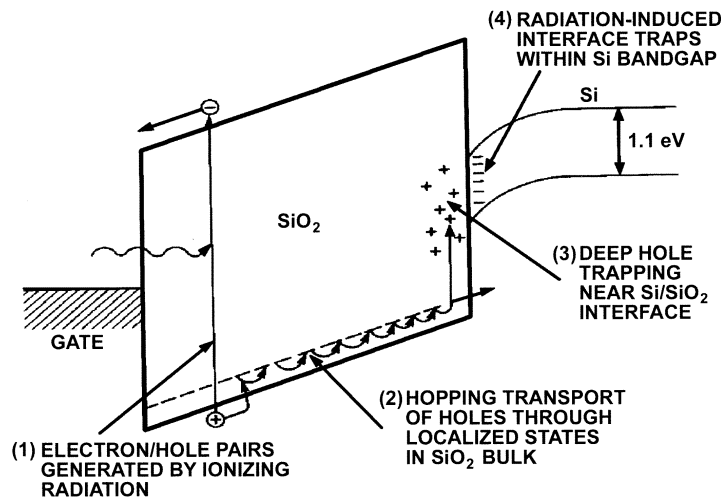 (4) RADIATION-INDUCED
INTERFACE TRAPS
WITHIN Si BANDGAP
Si
1.1 eV
SiO₂
(3) DEEP HOLE
TRAPPING
NEAR Si/SiO₂
INTERFACE
GATE
(2) HOPPING TRANSPORT
OF HOLES THROUGH
LOCALIZED STATES
IN SiO₂ BULK
(1) ELECTRON/HOLE PAIRS
GENERATED BY IONIZING
RADIATION